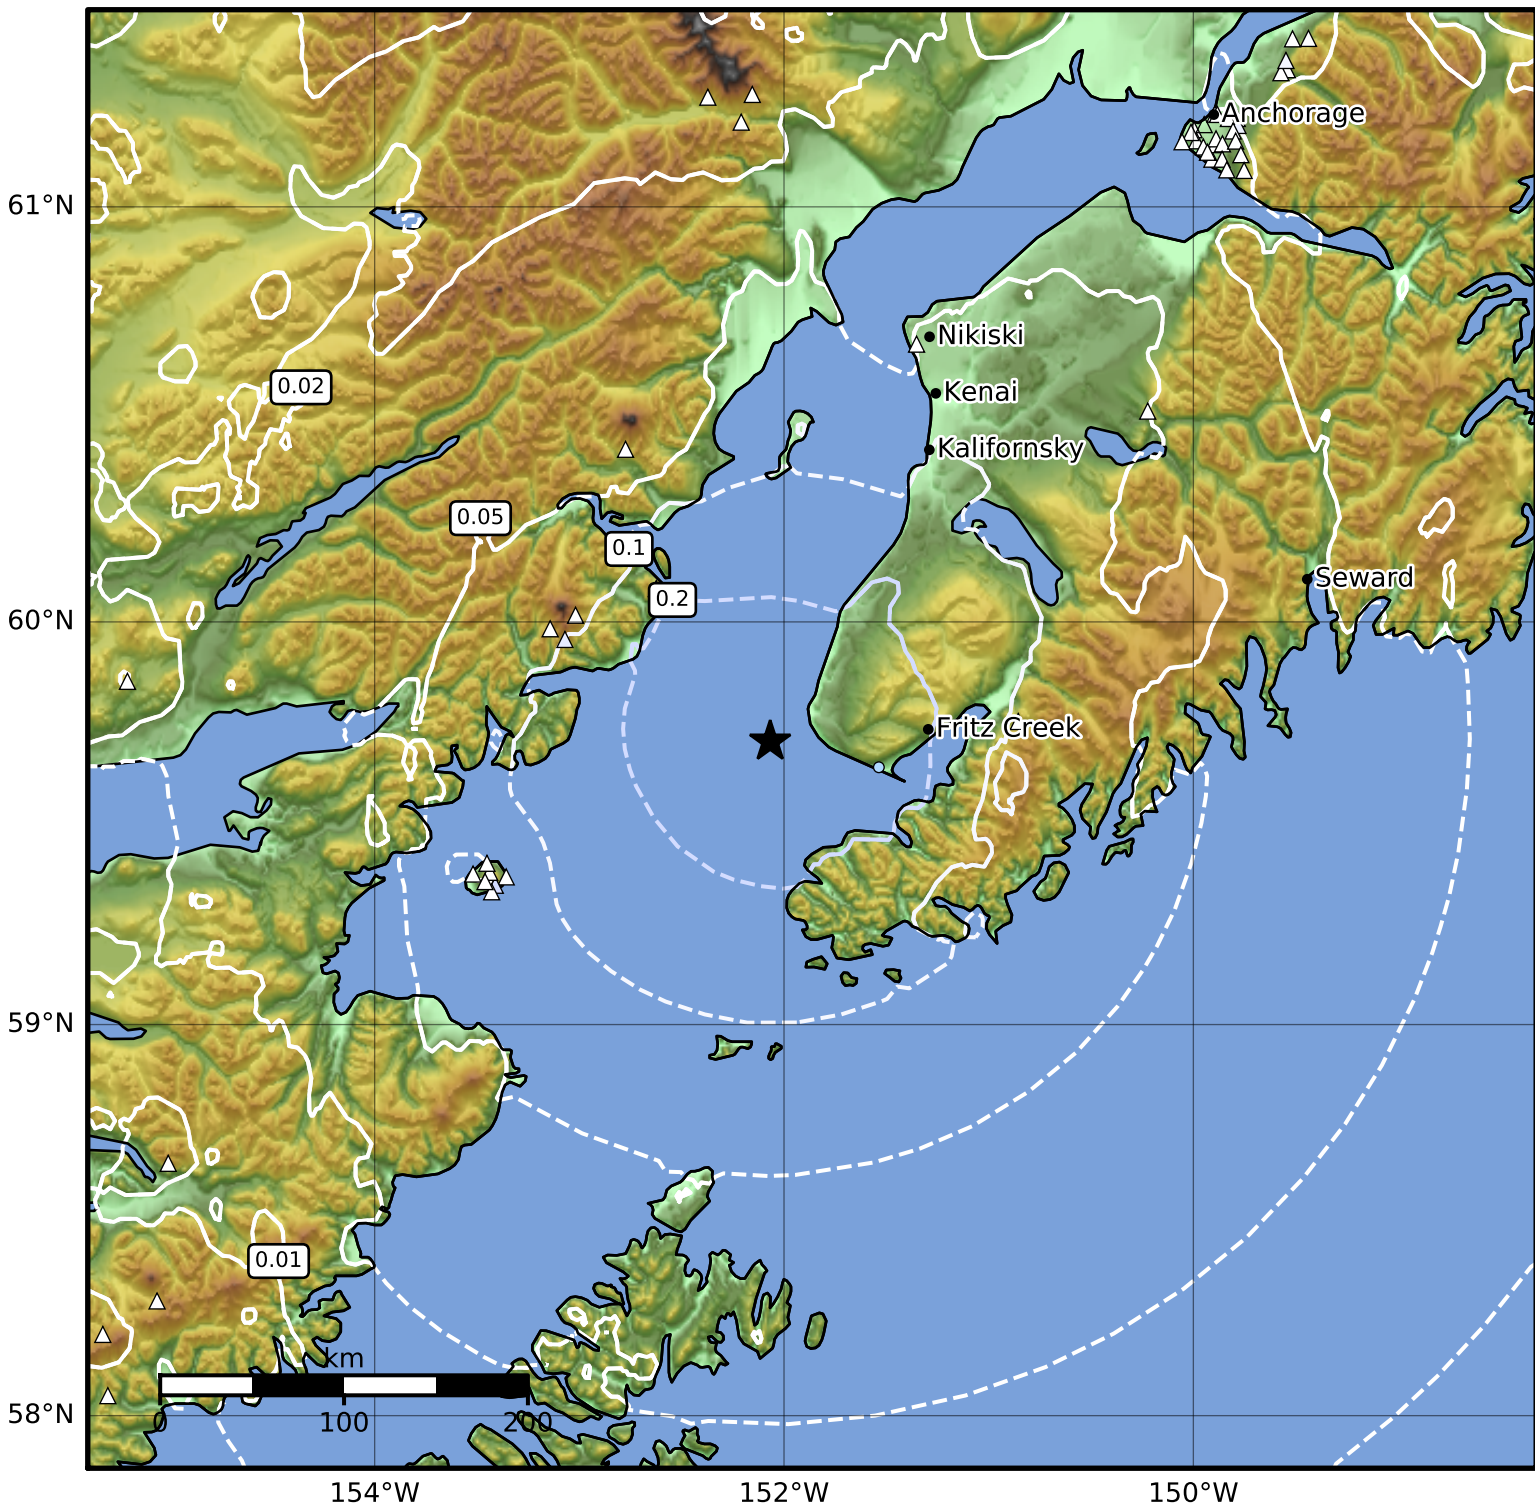 Anchorage
61°N
Nikiski
0.02
Kenai
Kalifornsky
0.05
0.1
Seward
0.2
60°N
Fritz Creek
59°N
0.01
km
0
100
200
58°N
154°W
152°W
150°W